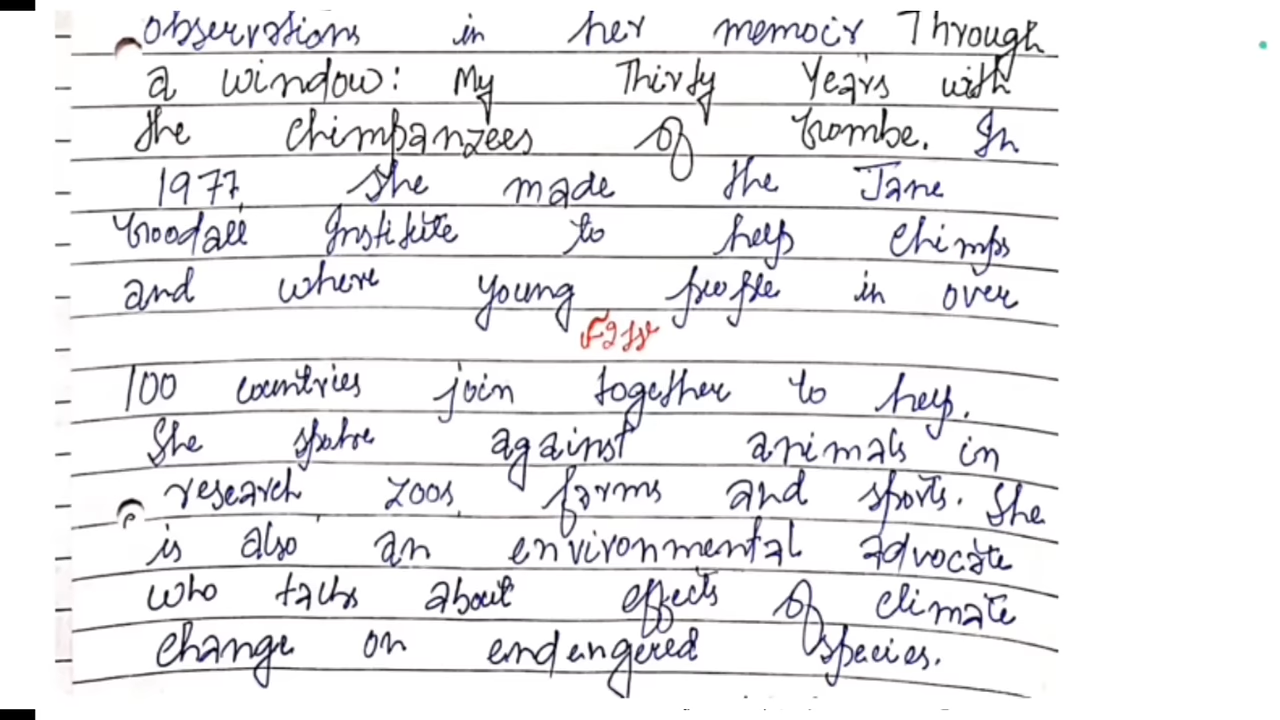 observations in her memoir Through
a window: My Thirty Years with
the chimpanzees of Gombe. In
1977, she made the Jane
Goodall Institute to help chimps
and where young people in over
100 countries join together to help.
She spoke against animals in
research zoos, farms and sports. She
is also an environmental advocate
who talks about effects of climate
change on endangered species.